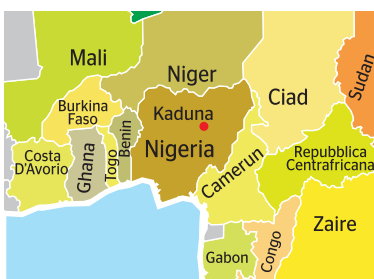 Mali
Niger
Sudan
Ciad
Burkina
Faso
Kaduna
Benin
Nigeria
Costa
D'Avorio
Ghana
Togo
Camerun
Repubblica
Centrafricana
Zaire
Gabon
Congo